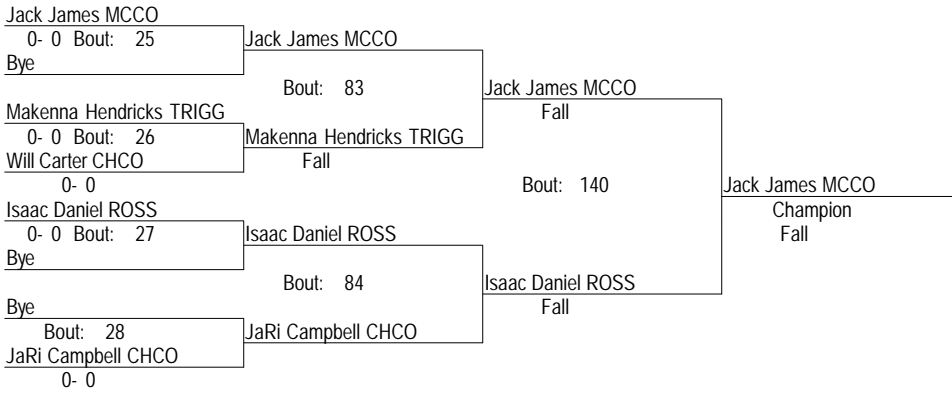 Jack James MCCO
0- 0 Bout: 25
Jack James MCCO
Bye
Bout: 83
Jack James MCCO
Makenna Hendricks TRIGG
Fall
0- 0 Bout: 26
Makenna Hendricks TRIGG
Will Carter CHCO
Fall
0- 0
Bout: 140
Jack James MCCO
Isaac Daniel ROSS
Champion
0- 0 Bout: 27
Isaac Daniel ROSS
Fall
Bye
Bout: 84
Isaac Daniel ROSS
Bye
Fall
Bout: 28
JaRi Campbell CHCO
JaRi Campbell CHCO
0- 0